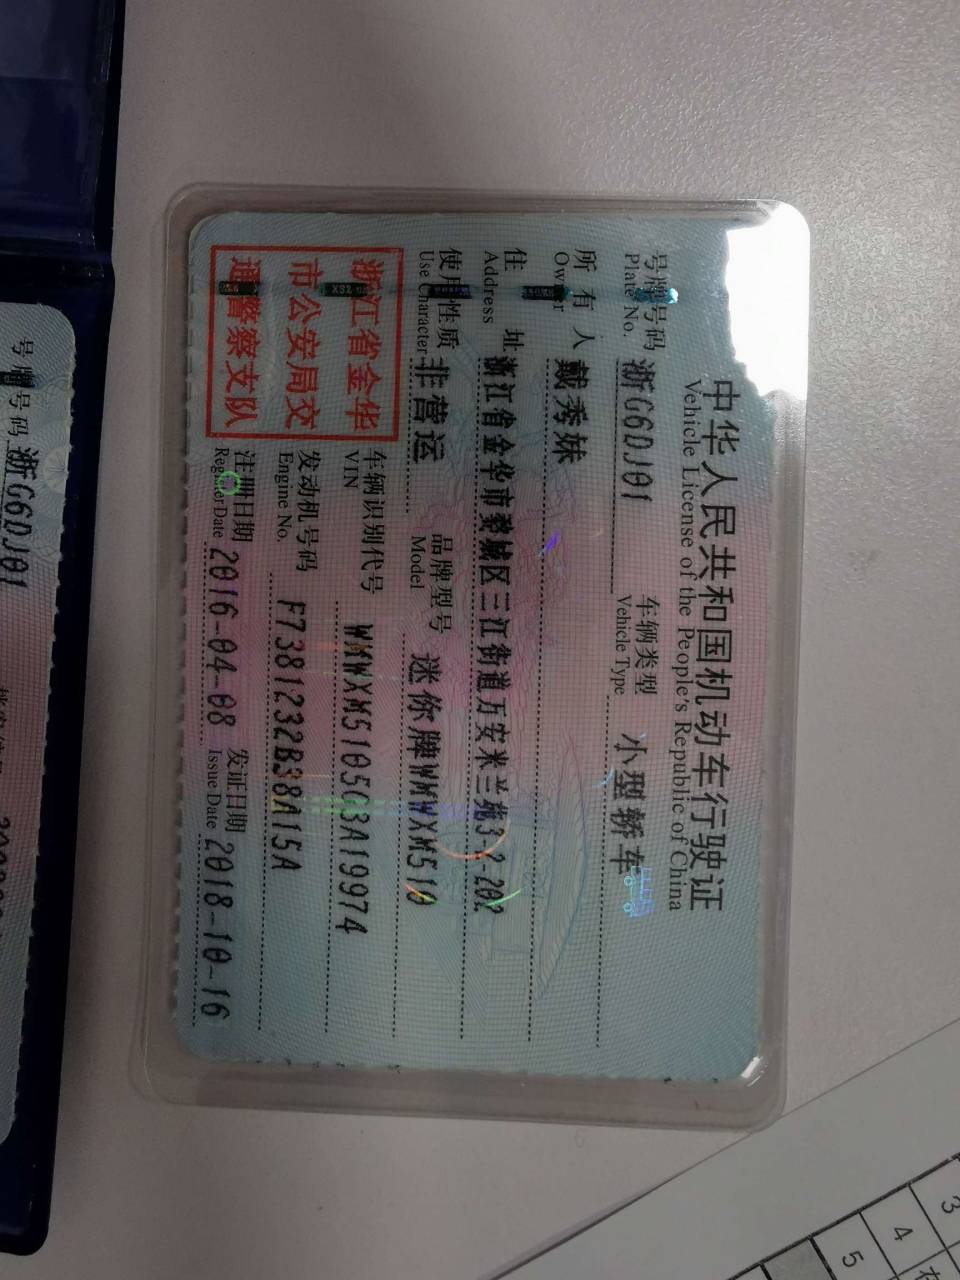 中华人民共和国机动车行驶证
Vehicle License of the People's Republic of China
号牌号码 浙G6DJ01 车辆类型 小型轿车
Plate No. Vehicle Type
所有人 戴秀妹
Owner
住址 浙江省金华市婺城区三江街道万安米兰苑3-2-202
Address
使用性质 非营运 品牌型号 迷你牌WMWXM510
Use Character Model
浙江省金华
市公安局交
通警察支队
车辆识别代号 WMWXM5105G3A19974
VIN
发动机号码 F7381232B38A15A
Engine No.
注册日期 2016-04-08 发证日期 2018-10-16
Register Date Issue Date
号牌号码 浙G6DJ01
3
4
5